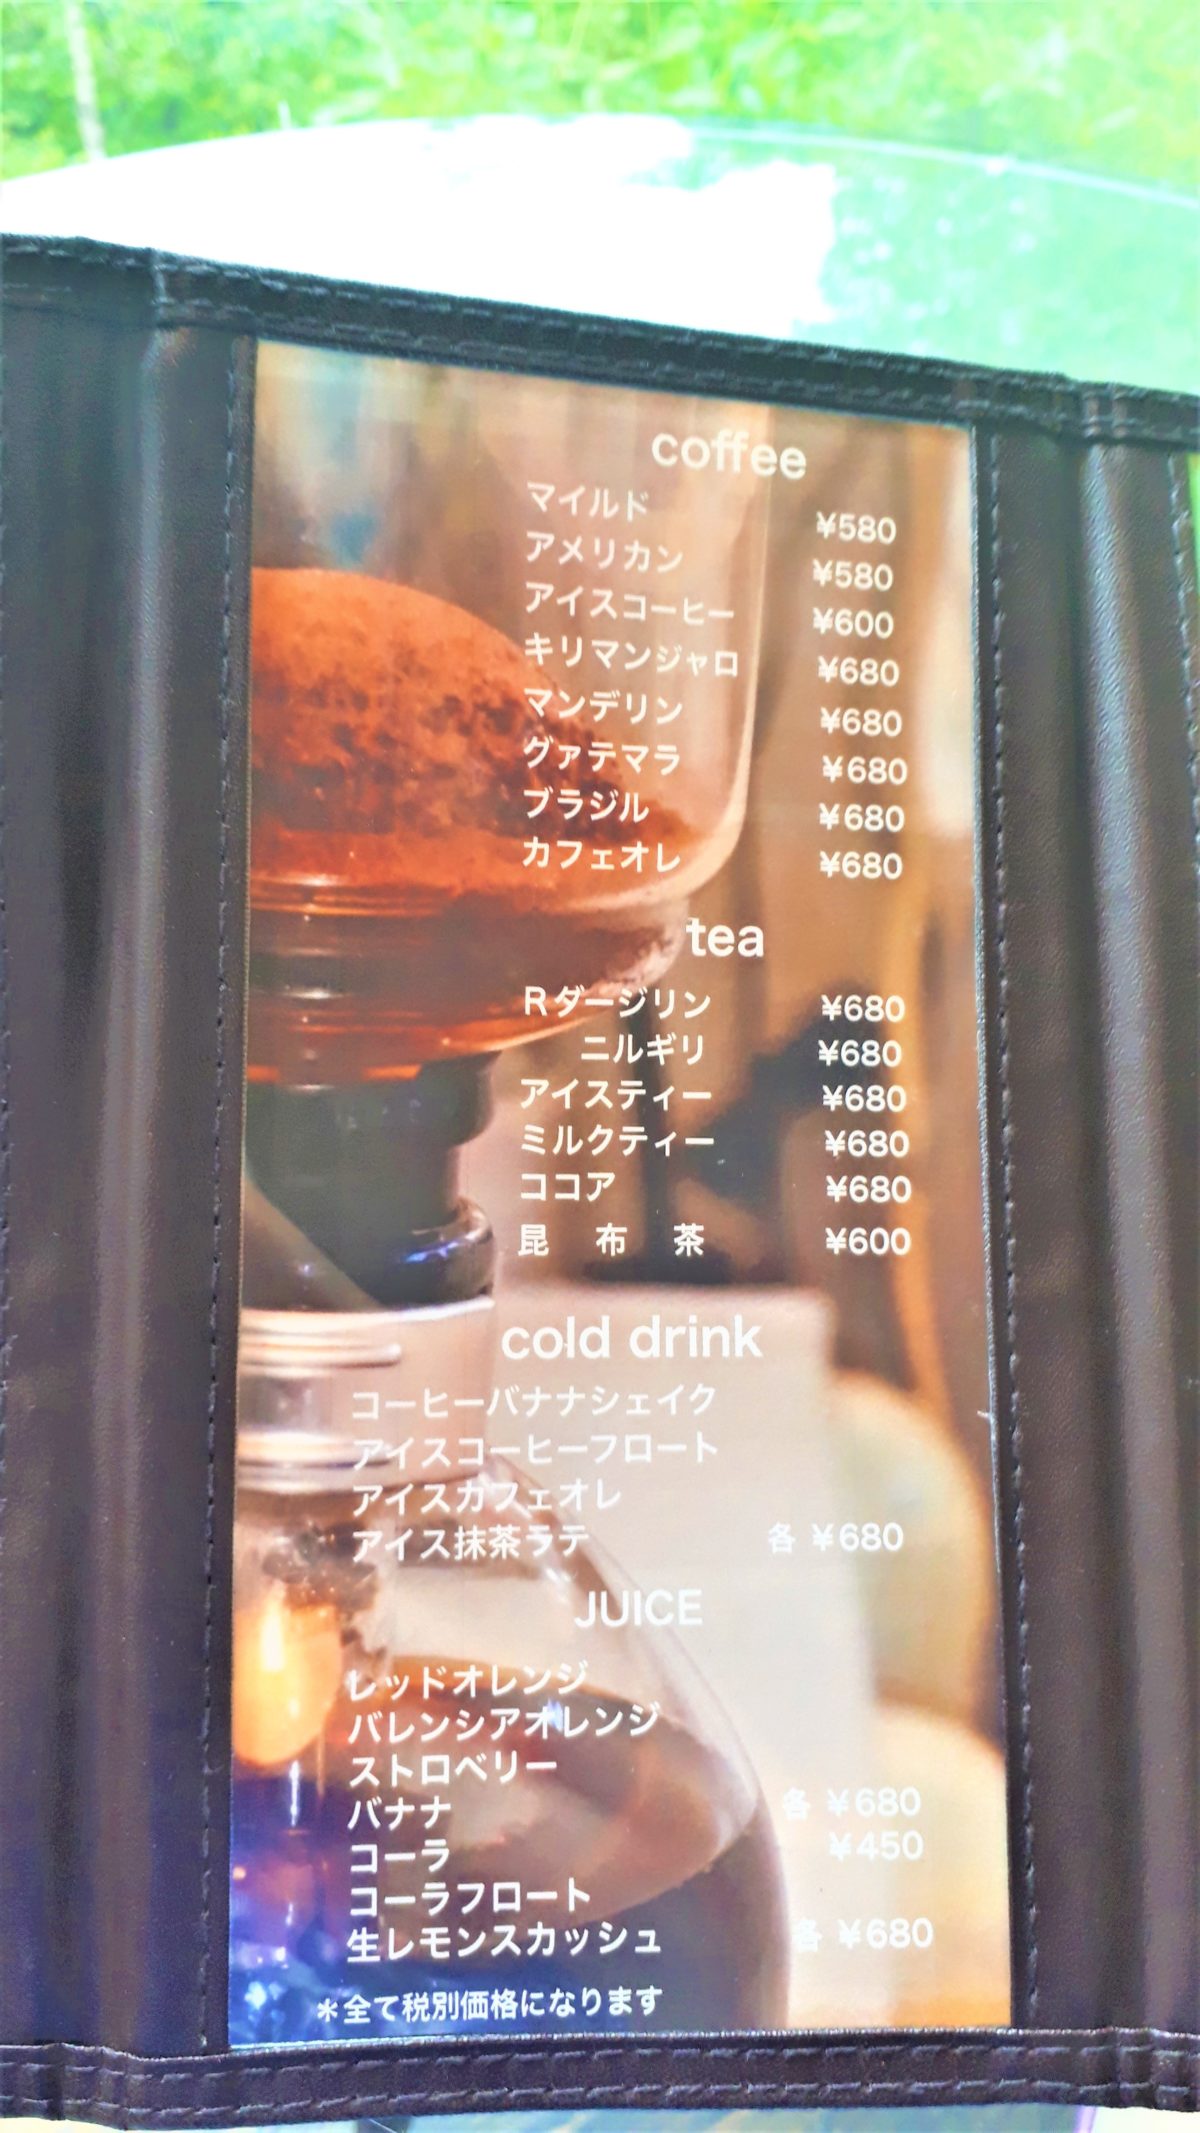 coffee
マイルド ¥580
アメリカン ¥580
アイスコーヒー ¥600
キリマンジャロ ¥680
マンデリン ¥680
グァテマラ ¥680
ブラジル ¥680
カフェオレ ¥680
tea
Rダージリン ¥680
ニルギリ ¥680
アイスティー ¥680
ミルクティー ¥680
ココア ¥680
昆 布 茶 ¥600
cold drink
コーヒーバナナシェイク
アイスコーヒーフロート
アイスカフェオレ
アイス抹茶ラテ 各 ¥680
JUICE
レッドオレンジ
バレンシアオレンジ
ストロベリー
バナナ 各 ¥680
コーラ ¥450
コーラフロート
生レモンスカッシュ 各 ¥680
＊全て税別価格になります